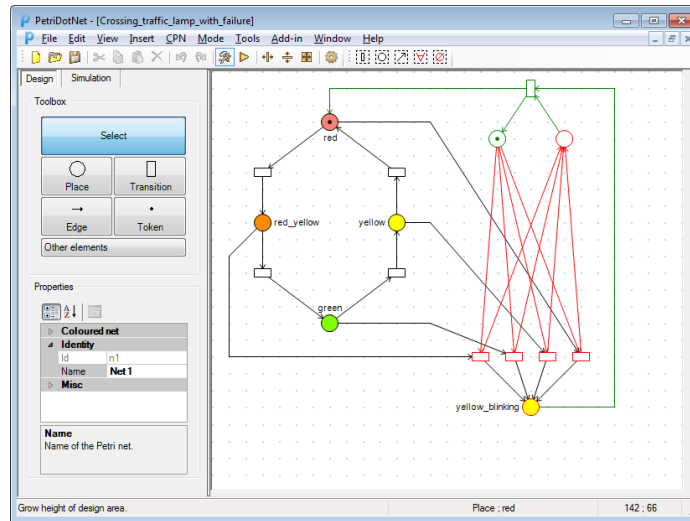 PetriDotNet - [Crossing_traffic_lamp_with_failure]
File Edit View Insert CPN Mode Tools Add-in Window Help
Design Simulation
Toolbox
Select
Place Transition
Edge Token
Other elements
Properties
Coloured net
Identity
Id n1
Name Net 1
Misc
Name
Name of the Petri net.
red
red_yellow
yellow
green
yellow_blinking
Grow height of design area. Place ; red 142 ; 66